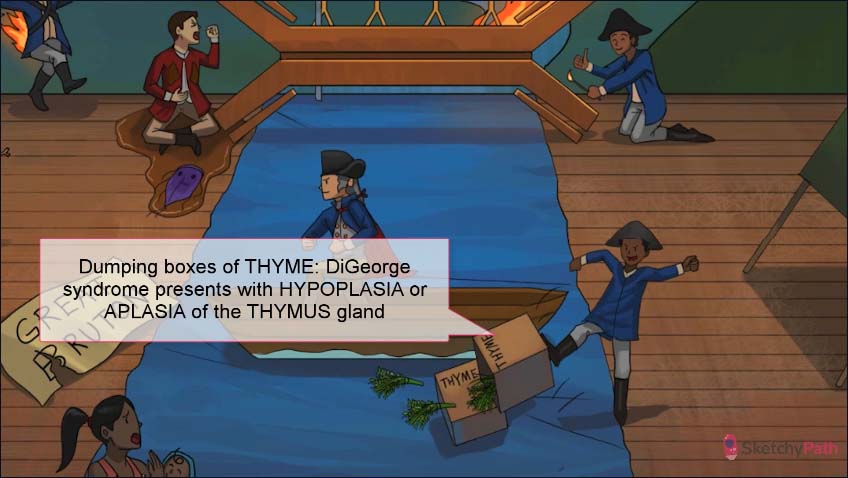 Dumping boxes of THYME: DiGeorge
syndrome presents with HYPOPLASIA or
APLASIA of the THYMUS gland
THYME
THYME
SketchyPath